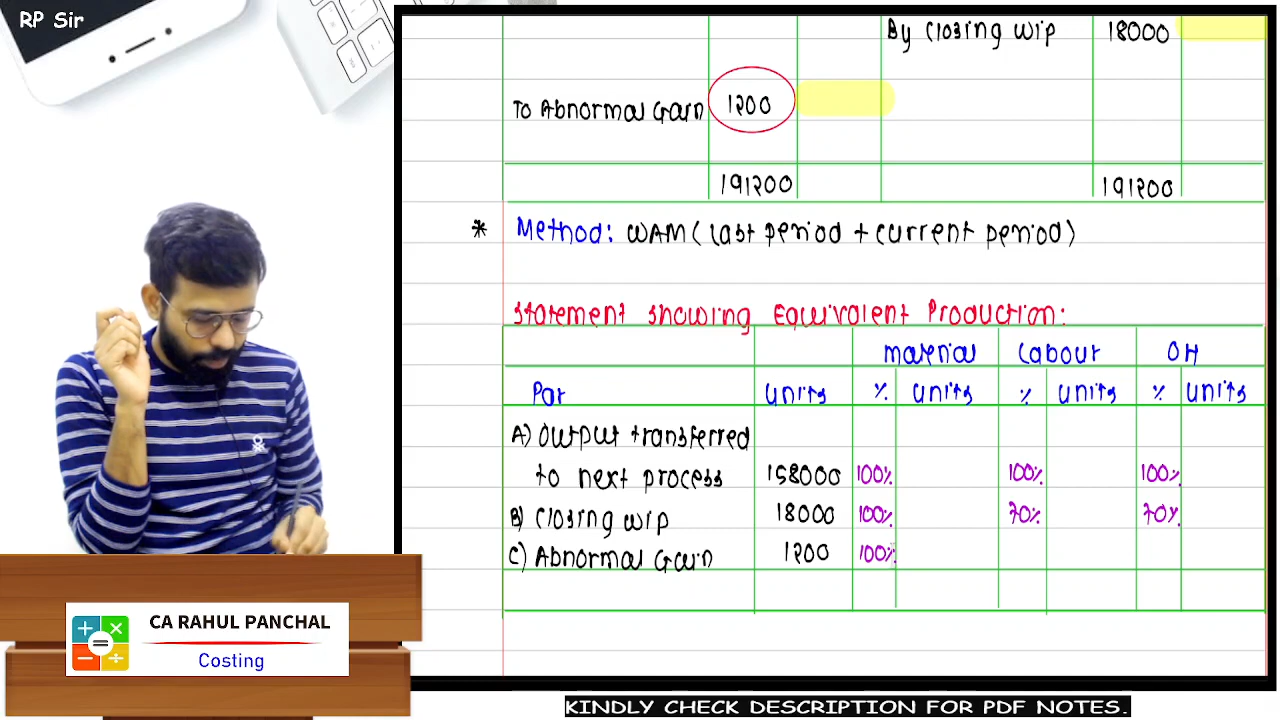 RP Sir
By Closing WIP 18000
To Abnormal Gain 1200
191200 191200
* Method: WAM (last period + current period)
Statement Showing Equivalent Production:
Material Labour OH
Par Units % Units % Units % Units
A) Output transferred
to next process 158000 100% 100% 100%
B) Closing WIP 18000 100% 70% 70%
C) Abnormal Gain 1200 100%
CA RAHUL PANCHAL
Costing
KINDLY CHECK DESCRIPTION FOR PDF NOTES.